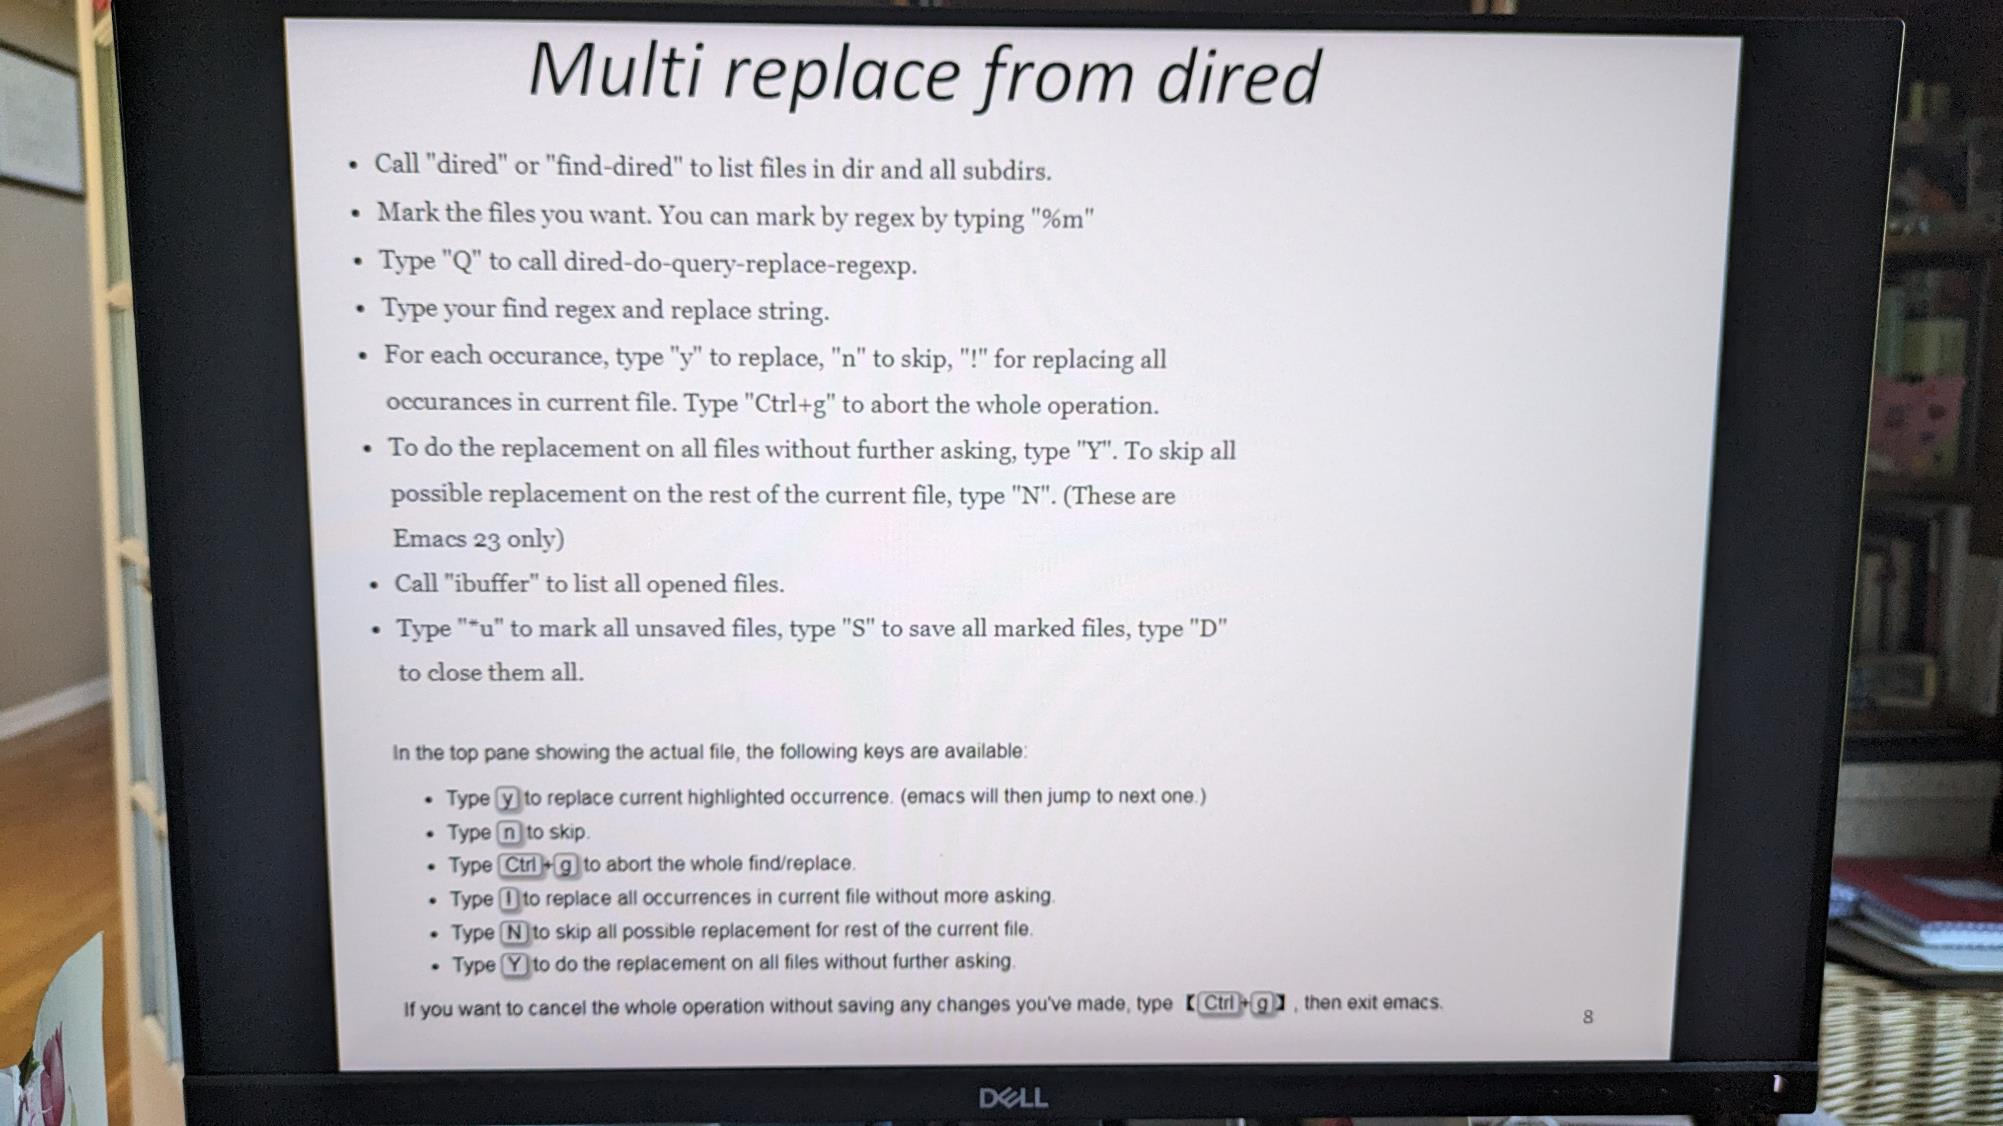 Multi replace from dired
• Call "dired" or "find-dired" to list files in dir and all subdirs.
• Mark the files you want. You can mark by regex by typing "%m"
• Type "Q" to call dired-do-query-replace-regexp.
• Type your find regex and replace string.
• For each occurance, type "y" to replace, "n" to skip, "!" for replacing all
occurances in current file. Type "Ctrl+g" to abort the whole operation.
• To do the replacement on all files without further asking, type "Y". To skip all
possible replacement on the rest of the current file, type "N". (These are
Emacs 23 only)
• Call "ibuffer" to list all opened files.
• Type "*u" to mark all unsaved files, type "S" to save all marked files, type "D"
to close them all.
In the top pane showing the actual file, the following keys are available:
• Type y to replace current highlighted occurrence. (emacs will then jump to next one.)
• Type n to skip.
• Type Ctrl+g to abort the whole find/replace.
• Type ! to replace all occurrences in current file without more asking.
• Type N to skip all possible replacement for rest of the current file.
• Type Y to do the replacement on all files without further asking.
If you want to cancel the whole operation without saving any changes you've made, type 【Ctrl+g】, then exit emacs.
8
DELL